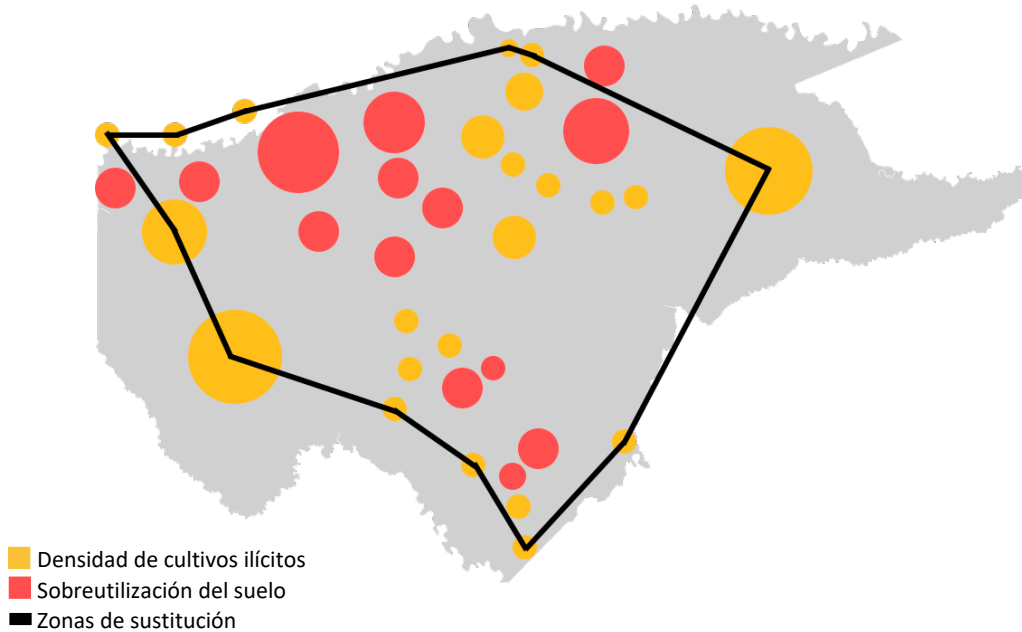 Densidad de cultivos ilícitos
Sobreutilización del suelo
Zonas de sustitución